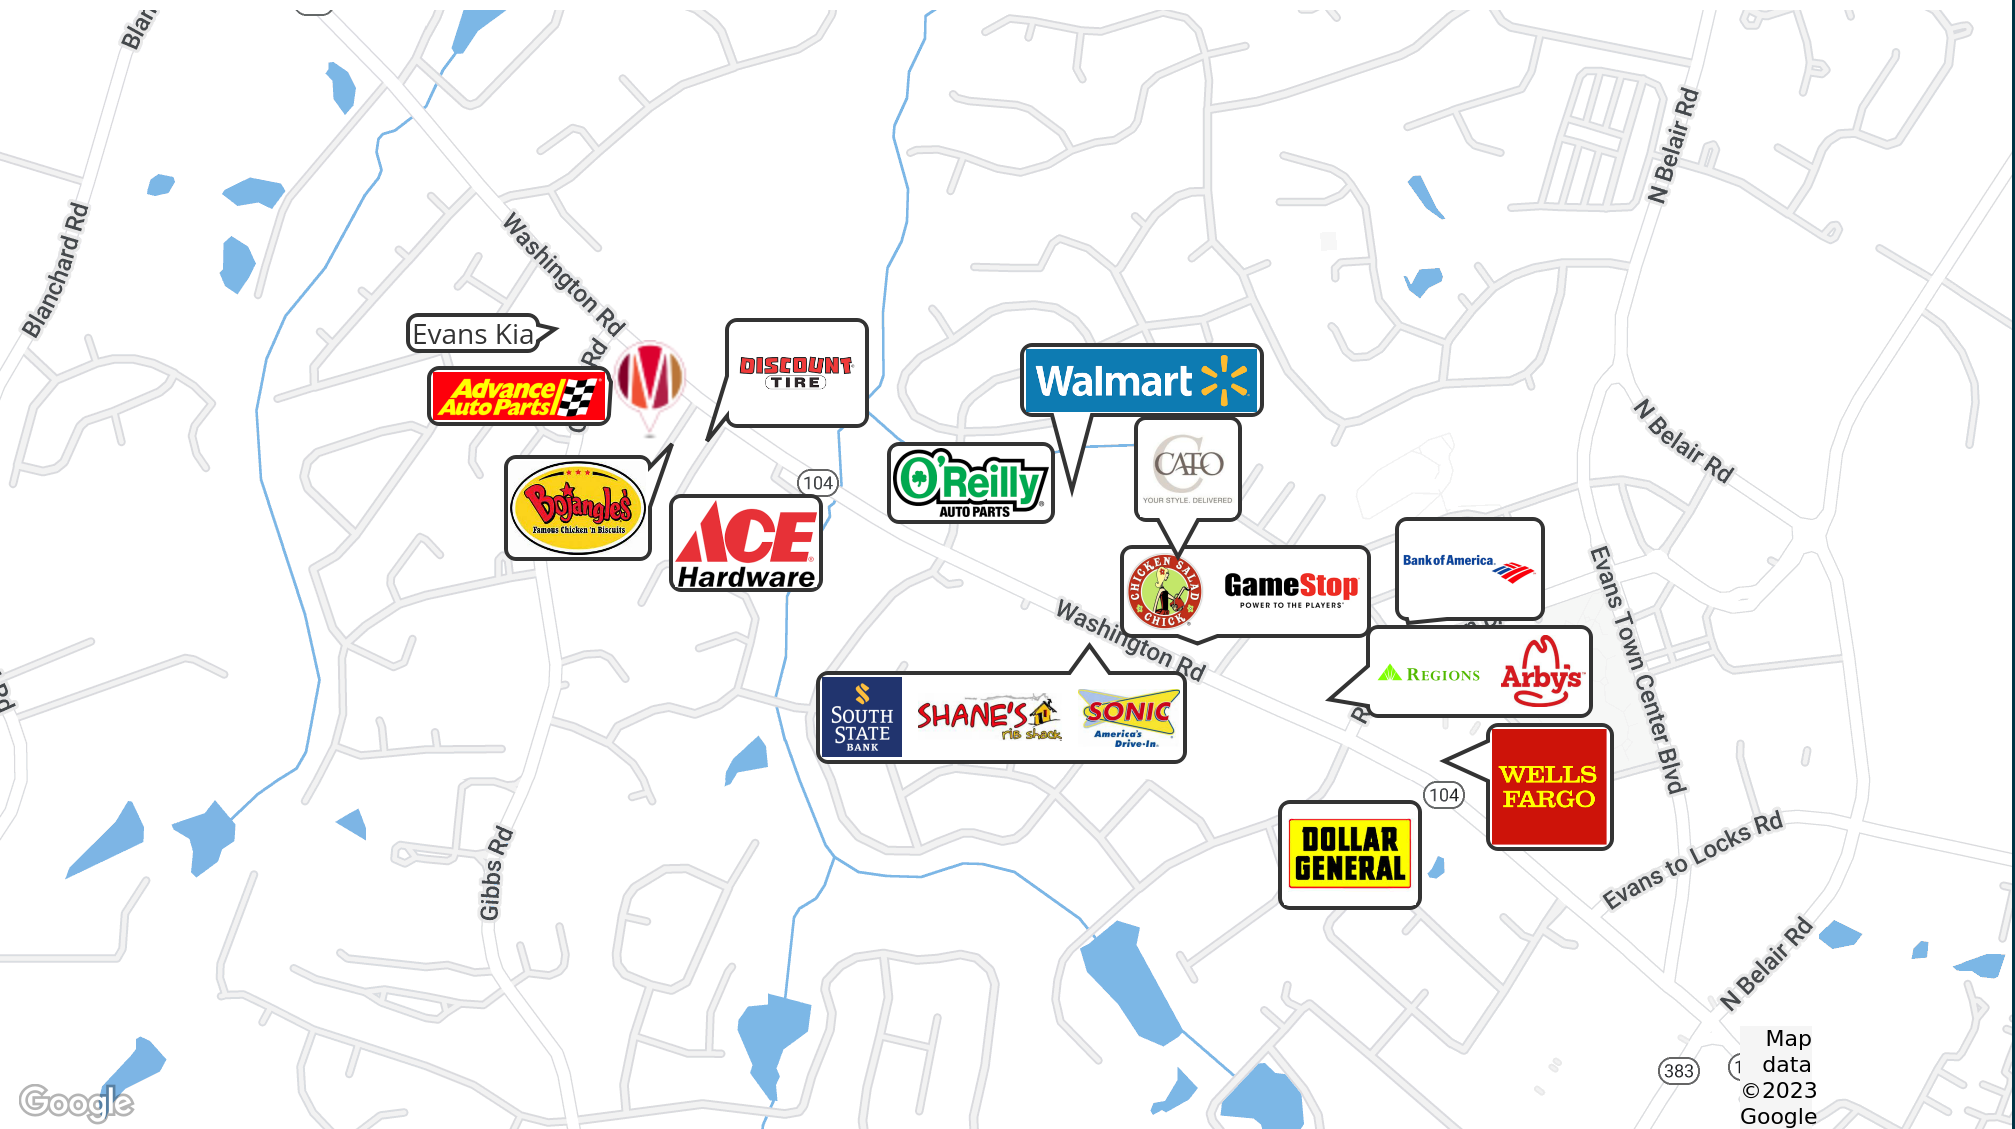 Blan
N Belair Rd
Blanchard Rd
Washington Rd
Evans Kia
Rd
DISCOUNT
TIRE
Advance
Auto Parts
M
Walmart
N Belair Rd
CATO
YOUR STYLE. DELIVERED
O'Reilly
AUTO PARTS
104
Bojangles'
Famous Chicken 'n Biscuits
ACE
Hardware
Bank of America
Evans Town Center Blvd
CHICKEN SALAD
CHICK
GameStop
POWER TO THE PLAYERS
Washington Rd
REGIONS
Arby's
Rd
SOUTH
STATE
BANK
SHANE'S
rib shack
SONIC
America's
Drive-In
WELLS
FARGO
104
DOLLAR
GENERAL
Evans to Locks Rd
Gibbs Rd
N Belair Rd
383
Map
data
©2023
Google
Google